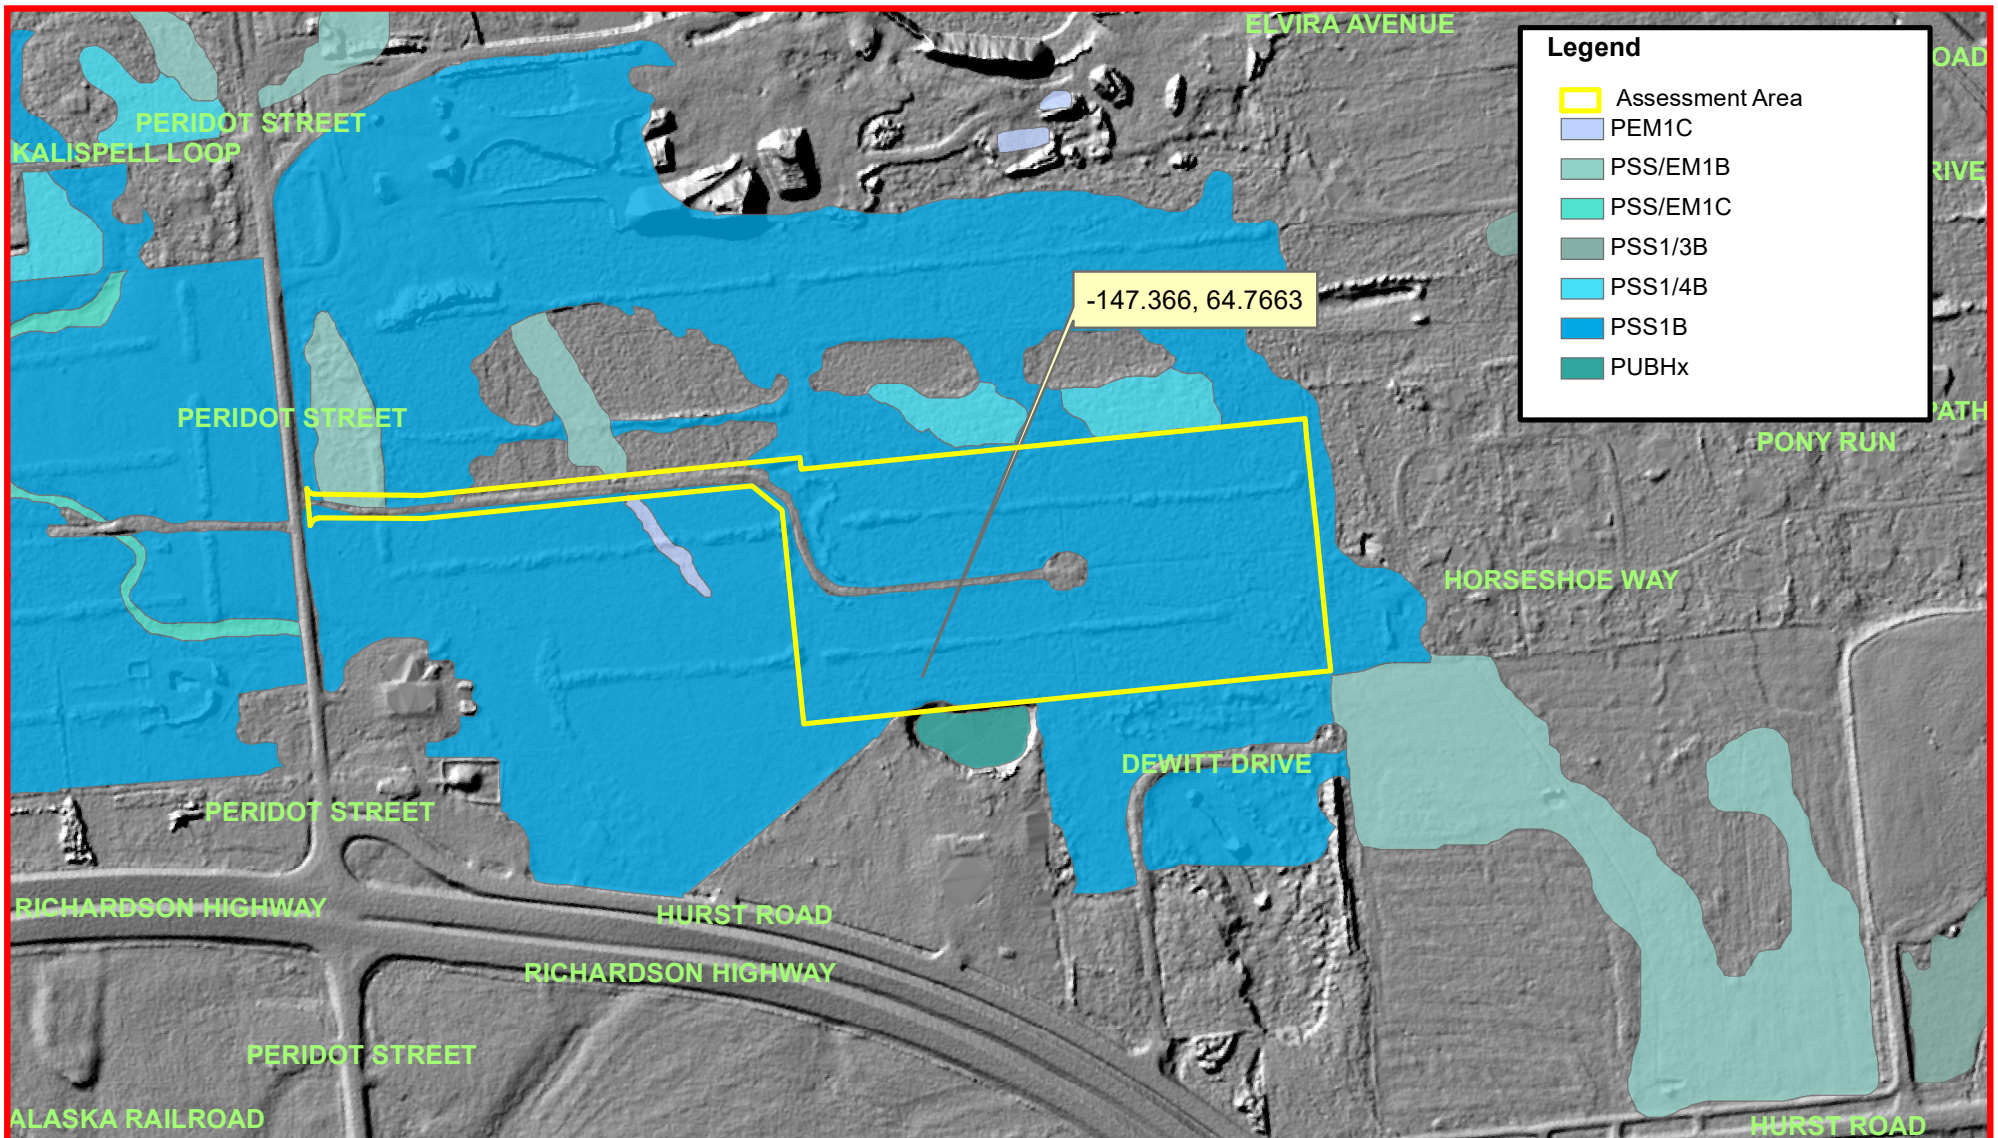 ELVIRA AVENUE
Legend
Assessment Area
PEM1C
PSS/EM1B
PSS/EM1C
PSS1/3B
PSS1/4B
PSS1B
PUBHx
OAD
RIVE
PATH
PERIDOT STREET
KALISPELL LOOP
-147.366, 64.7663
PERIDOT STREET
PONY RUN
HORSESHOE WAY
DEWITT DRIVE
PERIDOT STREET
RICHARDSON HIGHWAY
HURST ROAD
RICHARDSON HIGHWAY
PERIDOT STREET
ALASKA RAILROAD
HURST ROAD